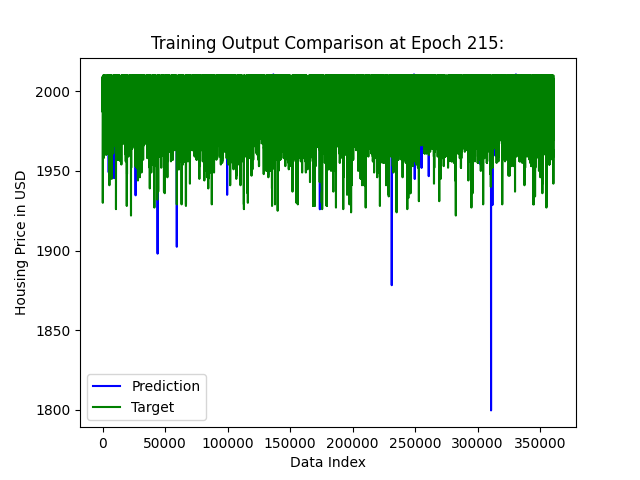 Training Output Comparison at Epoch 215:
Housing Price in USD
2000
1950
1900
1850
1800
Prediction
Target
0 50000 100000 150000 200000 250000 300000 350000
Data Index